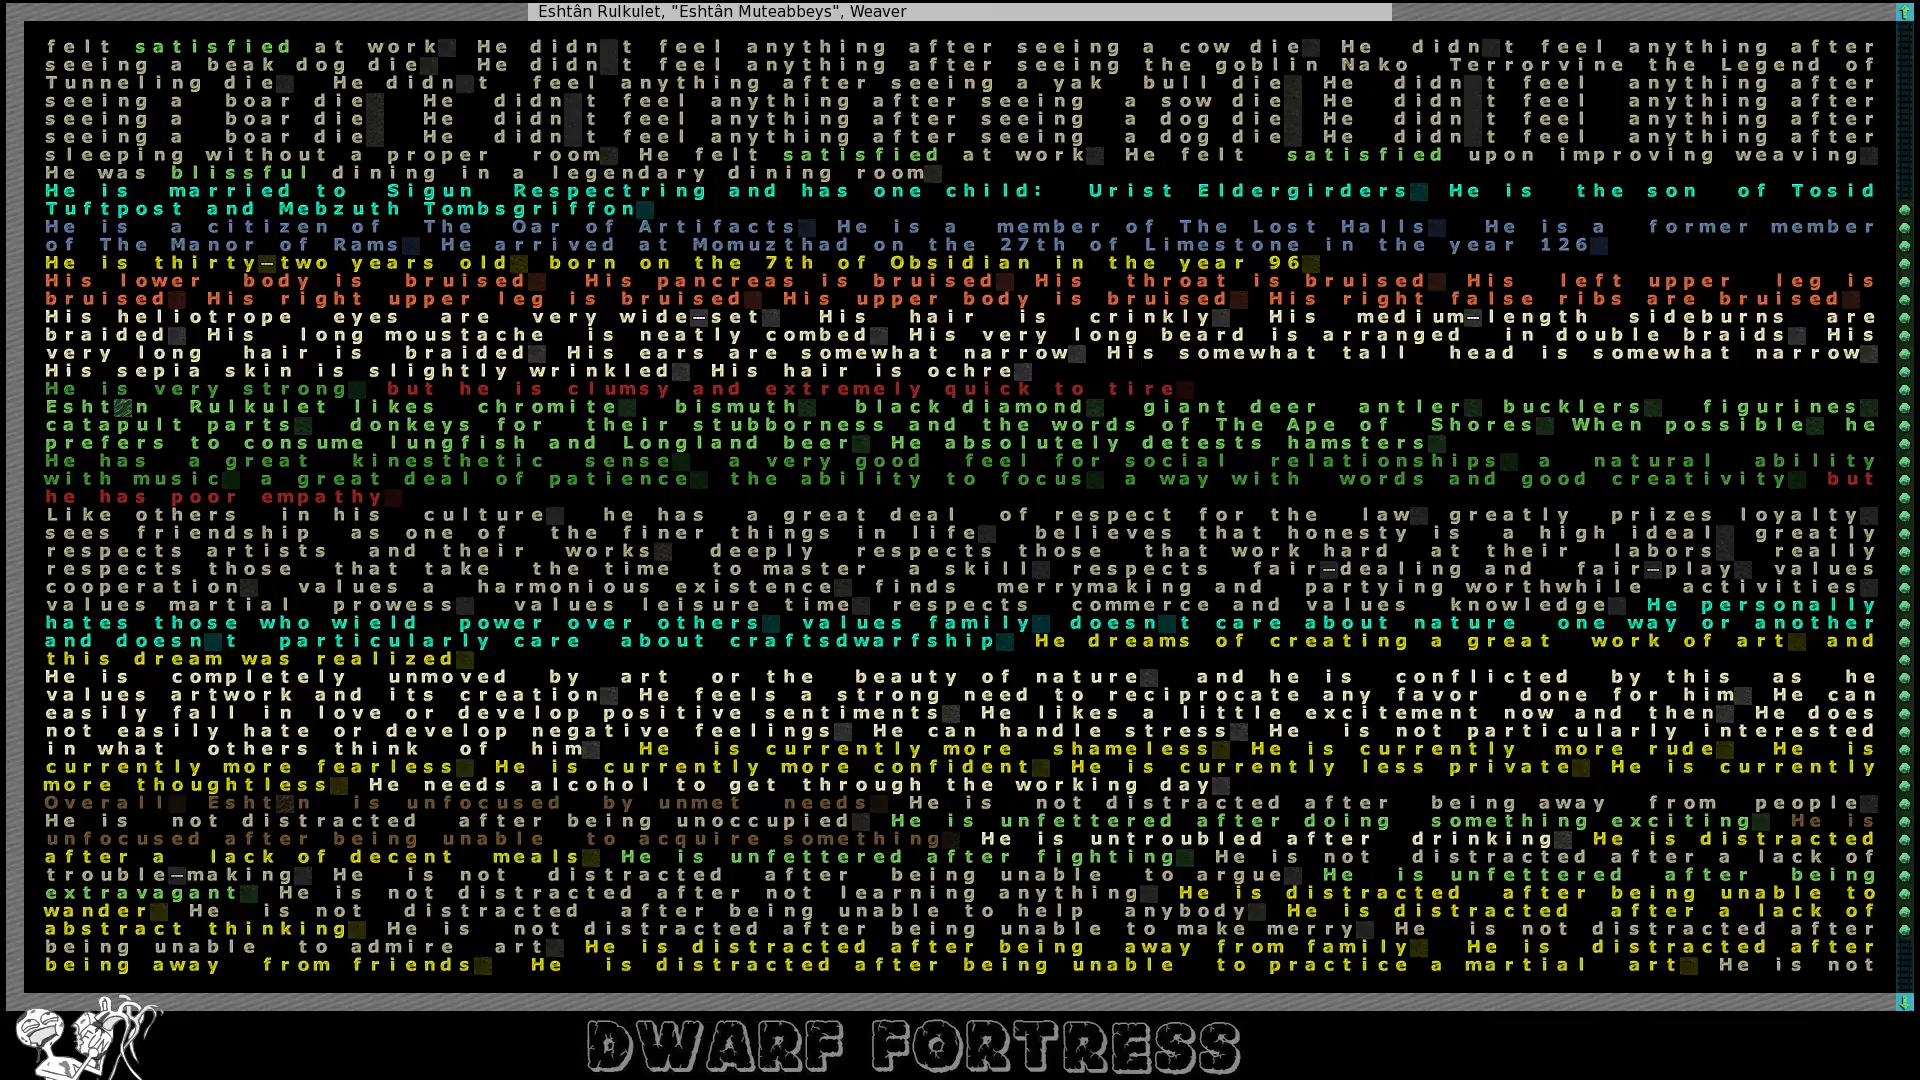 Eshtân Rulkulet, "Eshtân Muteabbeys", Weaver
felt satisfied at work He didn t feel anything after seeing a cow die He didn t feel anything after
seeing a beak dog die He didn t feel anything after seeing the goblin Nako Terrorvine the Legend of
Tunneling die He didn t feel anything after seeing a yak bull die He didn t feel anything after
seeing a boar die He didn t feel anything after seeing a sow die He didn t feel anything after
seeing a boar die He didn t feel anything after seeing a dog die He didn t feel anything after
seeing a boar die He didn t feel anything after seeing a dog die He didn t feel anything after
sleeping without a proper room He felt satisfied at work He felt satisfied upon improving weaving
He was blissful dining in a legendary dining room
He is married to Sigun Respectring and has one child: Urist Eldergirders He is the son of Tosid
Tuftpost and Mebzuth Tombsgriffon
He is a citizen of The Oar of Artifacts He is a member of The Lost Halls He is a former member
of The Manor of Rams He arrived at Momuzthad on the 27th of Limestone in the year 126
He is thirty-two years old born on the 7th of Obsidian in the year 96
His lower body is bruised His pancreas is bruised His throat is bruised His left upper leg is
bruised His right upper leg is bruised His upper body is bruised His right false ribs are bruised
His heliotrope eyes are very wide-set His hair is crinkly His medium-length sideburns are
braided His long moustache is neatly combed His very long beard is arranged in double braids His
very long hair is braided His ears are somewhat narrow His somewhat tall head is somewhat narrow
His sepia skin is slightly wrinkled His hair is ochre
He is very strong but he is clumsy and extremely quick to tire
Esht n Rulkulet likes chromite bismuth black diamond giant deer antler bucklers figurines
catapult parts donkeys for their stubborness and the words of The Ape of Shores When possible he
prefers to consume lungfish and Longland beer He absolutely detests hamsters
He has a great kinesthetic sense a very good feel for social relationships a natural ability
with music a great deal of patience the ability to focus a way with words and good creativity but
he has poor empathy
Like others in his culture he has a great deal of respect for the law greatly prizes loyalty
sees friendship as one of the finer things in life believes that honesty is a high ideal greatly
respects artists and their works deeply respects those that work hard at their labors really
respects those that take the time to master a skill respects fair-dealing and fair-play values
cooperation values a harmonious existence finds merrymaking and partying worthwhile activities
values martial prowess values leisure time respects commerce and values knowledge He personally
hates those who wield power over others values family doesn t care about nature one way or another
and doesn t particularly care about craftsdwarfship He dreams of creating a great work of art and
this dream was realized
He is completely unmoved by art or the beauty of nature and he is conflicted by this as he
values artwork and its creation He feels a strong need to reciprocate any favor done for him He can
easily fall in love or develop positive sentiments He likes a little excitement now and then He does
not easily hate or develop negative feelings He can handle stress He is not particularly interested
in what others think of him He is currently more shameless He is currently more rude He is
currently more fearless He is currently more confident He is currently less private He is currently
more thoughtless He needs alcohol to get through the working day
Overall Esht n is unfocused by unmet needs He is not distracted after being away from people
He is not distracted after being unoccupied He is unfettered after doing something exciting He is
unfocused after being unable to acquire something He is untroubled after drinking He is distracted
after a lack of decent meals He is unfettered after fighting He is not distracted after a lack of
trouble-making He is not distracted after being unable to argue He is unfettered after being
extravagant He is not distracted after not learning anything He is distracted after being unable to
wander He is not distracted after being unable to help anybody He is distracted after a lack of
abstract thinking He is not distracted after being unable to make merry He is not distracted after
being unable to admire art He is distracted after being away from family He is distracted after
being away from friends He is distracted after being unable to practice a martial art He is not
DWARF FORTRESS